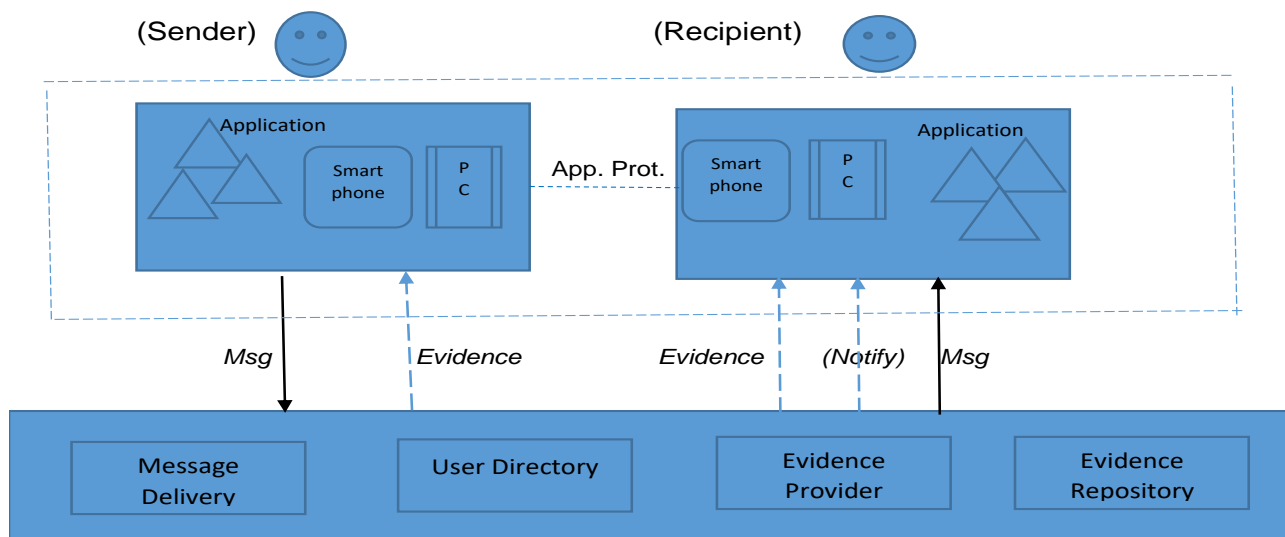 (Sender)
(Recipient)
Application
Smart
phone
P
C
App. Prot.
Smart
phone
P
C
Application
Msg
Evidence
Evidence
(Notify)
Msg
Message
Delivery
User Directory
Evidence
Provider
Evidence
Repository